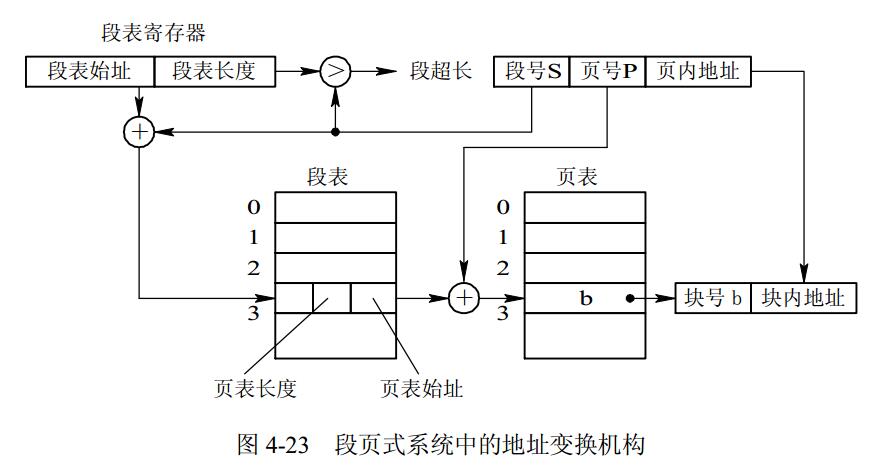 段表寄存器
段表始址 段表长度 > 段超长 段号S 页号P 页内地址
+
段表 页表
0 0
1 1
2 2
+ b 块号 b 块内地址
3 3
页表长度 页表始址
图 4-23 段页式系统中的地址变换机构